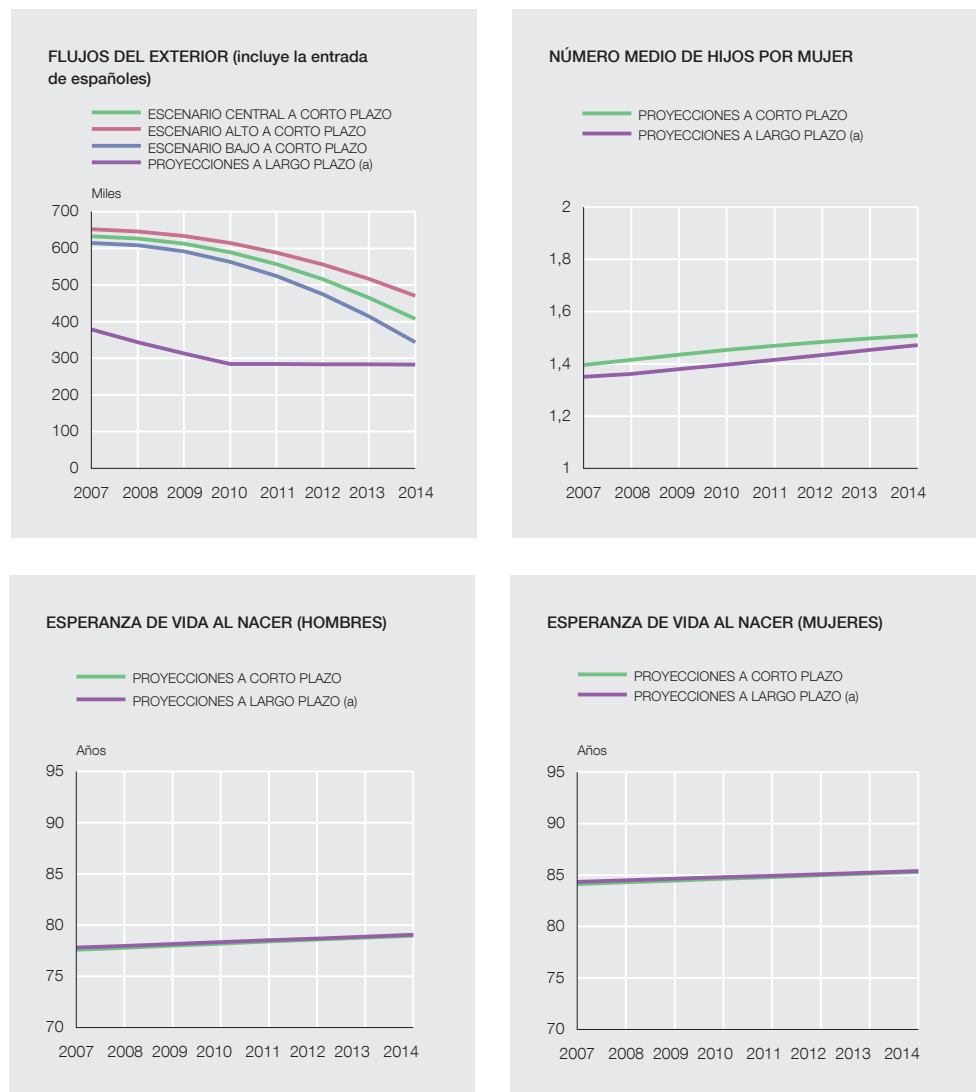 FLUJOS DEL EXTERIOR (incluye la entrada
de españoles)
ESCENARIO CENTRAL A CORTO PLAZO
ESCENARIO ALTO A CORTO PLAZO
ESCENARIO BAJO A CORTO PLAZO
PROYECCIONES A LARGO PLAZO (a)
Miles
700
600
500
400
300
200
100
0
2007 2008 2009 2010 2011 2012 2013 2014
NÚMERO MEDIO DE HIJOS POR MUJER
PROYECCIONES A CORTO PLAZO
PROYECCIONES A LARGO PLAZO (a)
2
1,8
1,6
1,4
1,2
1
2007 2008 2009 2010 2011 2012 2013 2014
ESPERANZA DE VIDA AL NACER (HOMBRES)
PROYECCIONES A CORTO PLAZO
PROYECCIONES A LARGO PLAZO (a)
Años
95
90
85
80
75
70
2007 2008 2009 2010 2011 2012 2013 2014
ESPERANZA DE VIDA AL NACER (MUJERES)
PROYECCIONES A CORTO PLAZO
PROYECCIONES A LARGO PLAZO (a)
Años
95
90
85
80
75
70
2007 2008 2009 2010 2011 2012 2013 2014